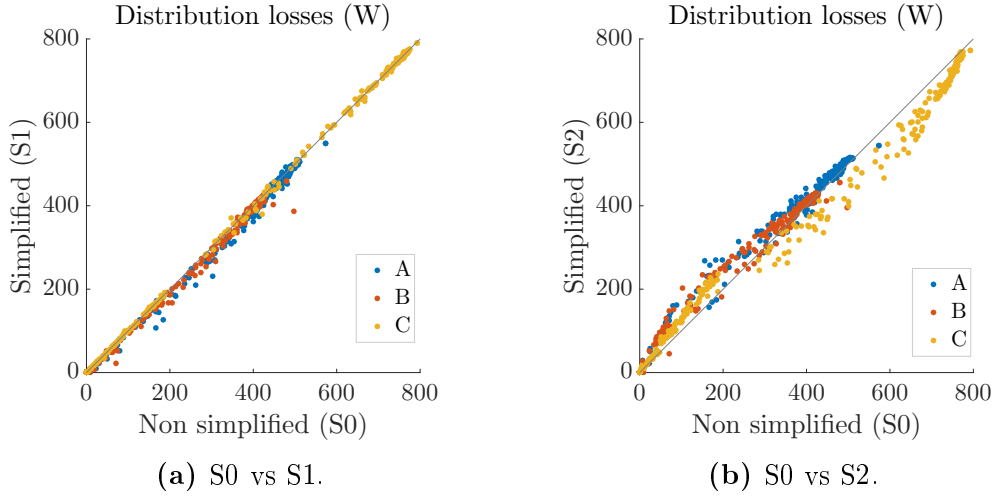 Distribution losses (W)
800
600
400
200
0
0 200 400 600 800
Simplified (S1)
Non simplified (S0)
A
B
C
(a) S0 vs S1.
Distribution losses (W)
800
600
400
200
0
0 200 400 600 800
Simplified (S2)
Non simplified (S0)
A
B
C
(b) S0 vs S2.